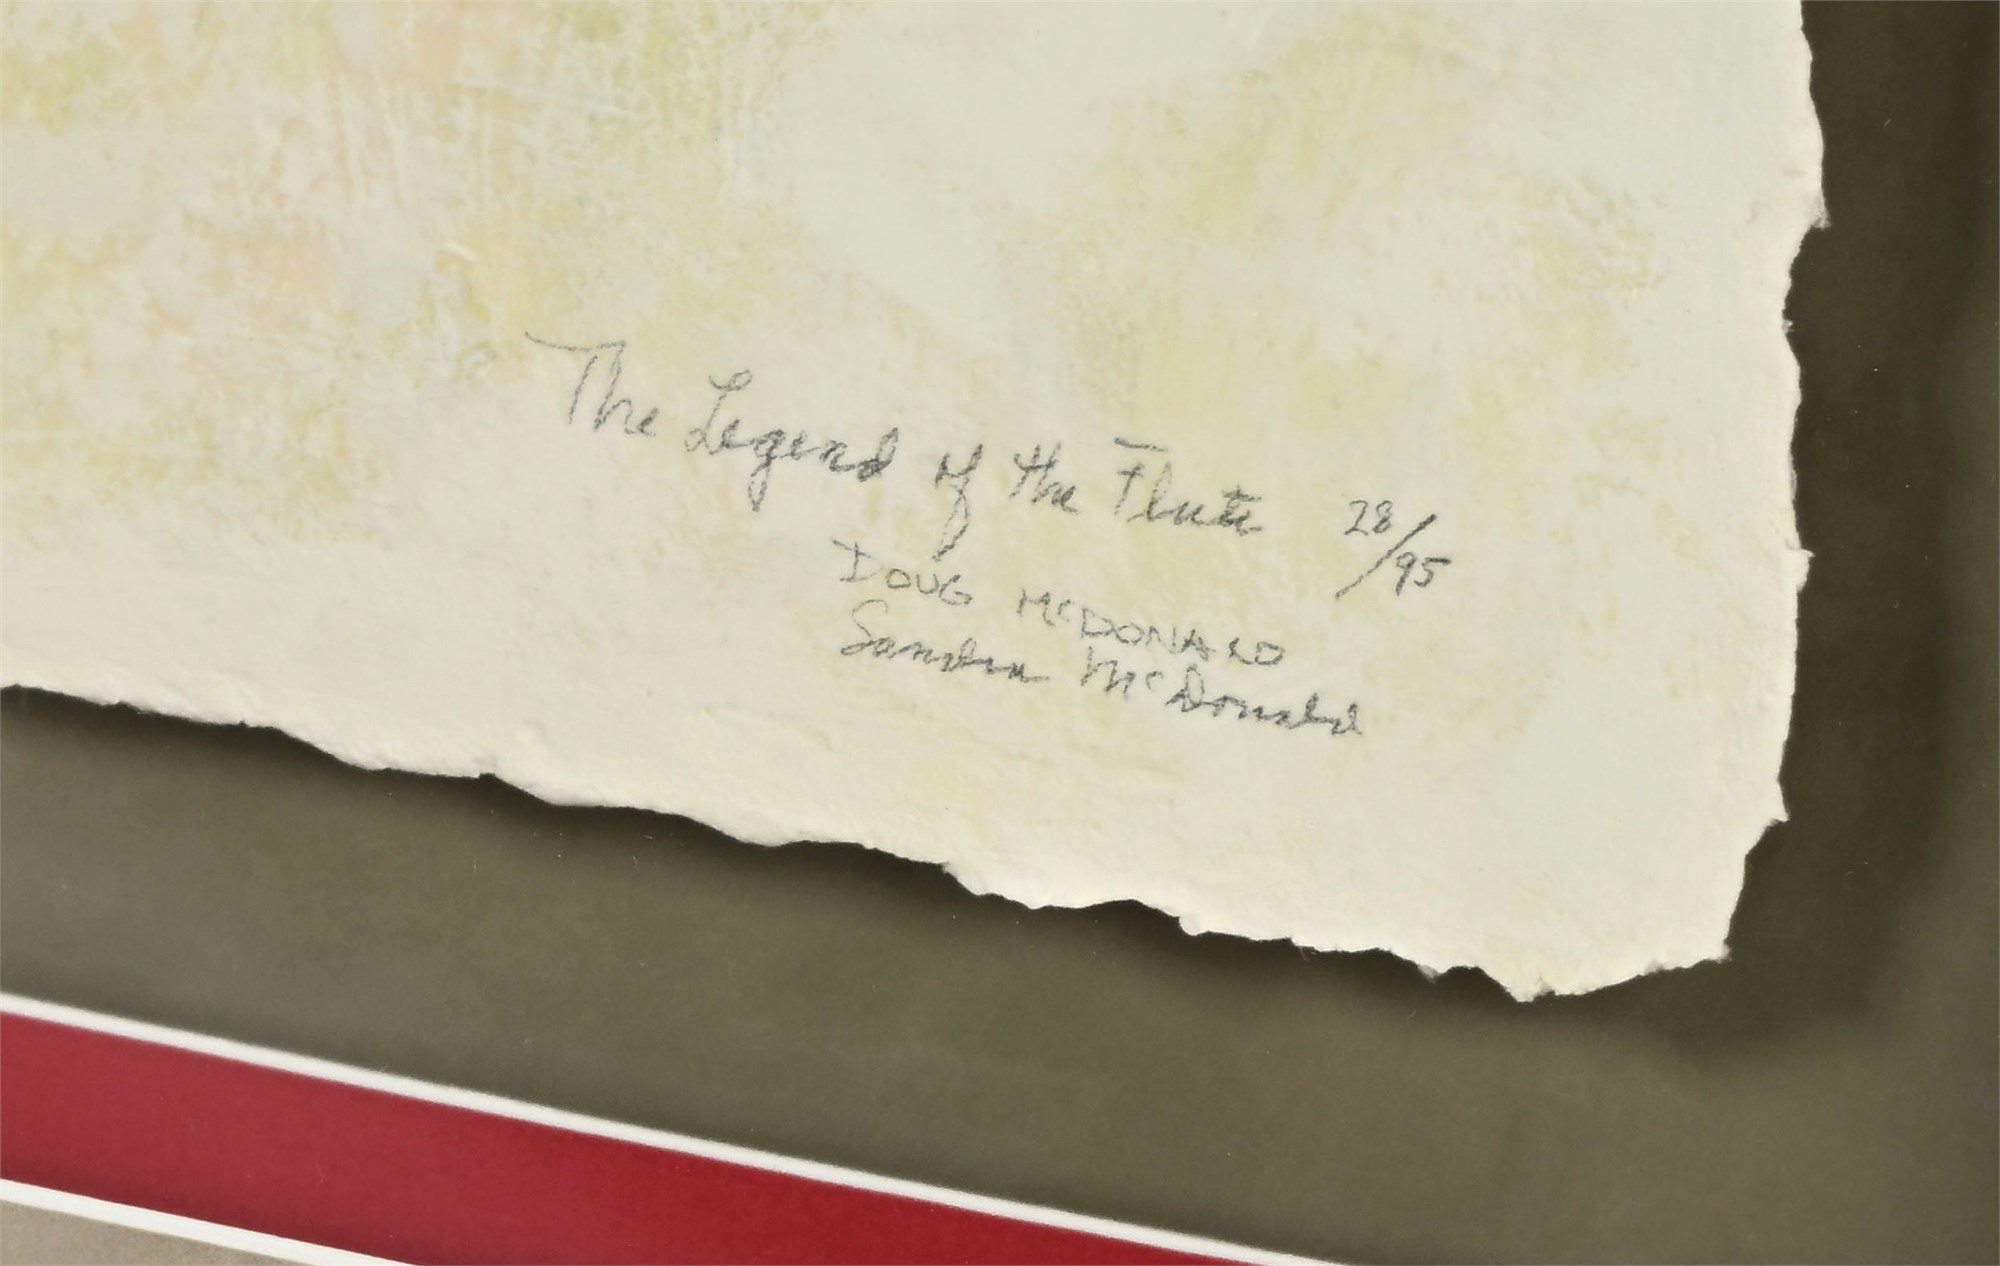 The Legend of the Flute 28/95
DOUG McDONALD
Sandra McDonald